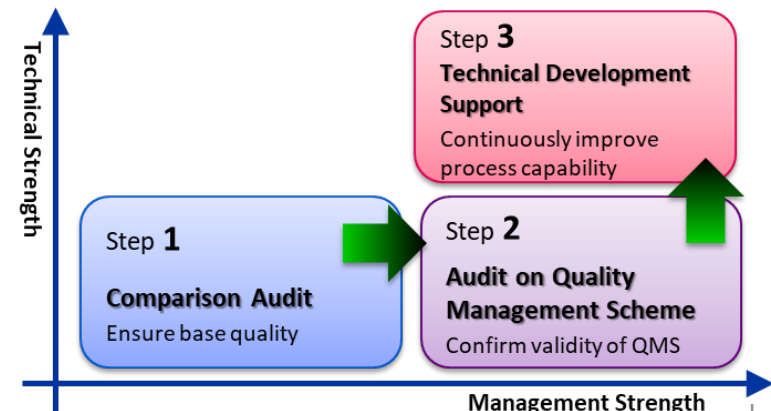 Technical Strength
Step 3
Technical Development
Support
Continuously improve
process capability
Step 1
Comparison Audit
Ensure base quality
Step 2
Audit on Quality
Management Scheme
Confirm validity of QMS
Management Strength